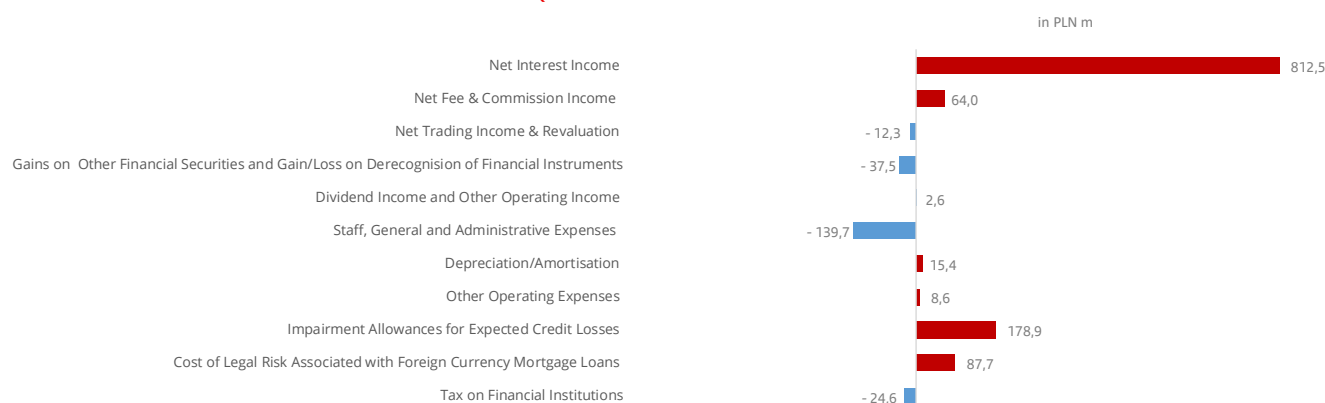 in PLN m
Net Interest Income 812,5
Net Fee & Commission Income 64,0
Net Trading Income & Revaluation - 12,3
Gains on Other Financial Securities and Gain/Loss on Derecognision of Financial Instruments - 37,5
Dividend Income and Other Operating Income 2,6
Staff, General and Administrative Expenses - 139,7
Depreciation/Amortisation 15,4
Other Operating Expenses 8,6
Impairment Allowances for Expected Credit Losses 178,9
Cost of Legal Risk Associated with Foreign Currency Mortgage Loans 87,7
Tax on Financial Institutions - 24,6